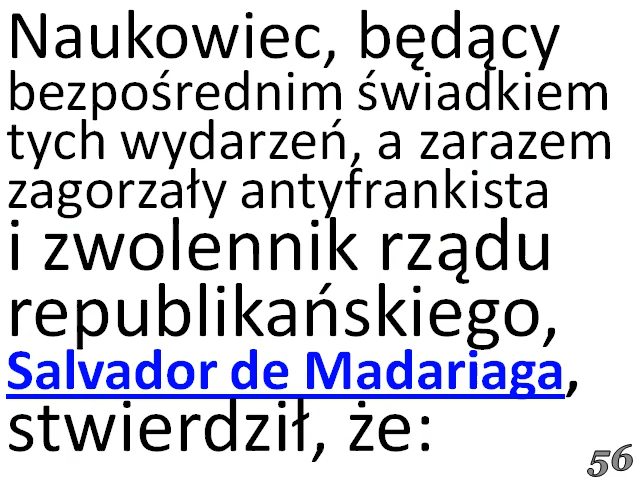 Naukowiec, będący
bezpośrednim świadkiem
tych wydarzeń, a zarazem
zagorzały antyfrankista
i zwolennik rządu
republikańskiego,
Salvador de Madariaga,
stwierdził, że:
56